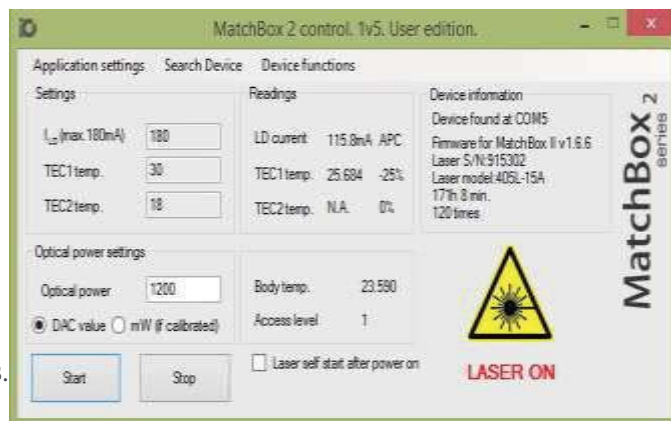 MatchBox 2 control. 1v5. User edition.
Application settings Search Device Device functions
Settings
I_LD (max. 180mA) 180
TEC1 temp. 30
TEC2 temp. 18
Readings
LD current 115.8mA APC
TEC1 temp. 25.684 -25%
TEC2 temp. N.A. 0%
Device information
Device found at COM5
Firmware for MatchBox II v1.6.6
Laser S/N:915302
Laser model:405L-15A
171h 8 min.
120 times
MatchBox 2
series
Optical power settings
Optical power 1200
DAC value mW (if calibrated)
Body temp. 23.590
Access level 1
Start Stop
Laser self start after power on
LASER ON